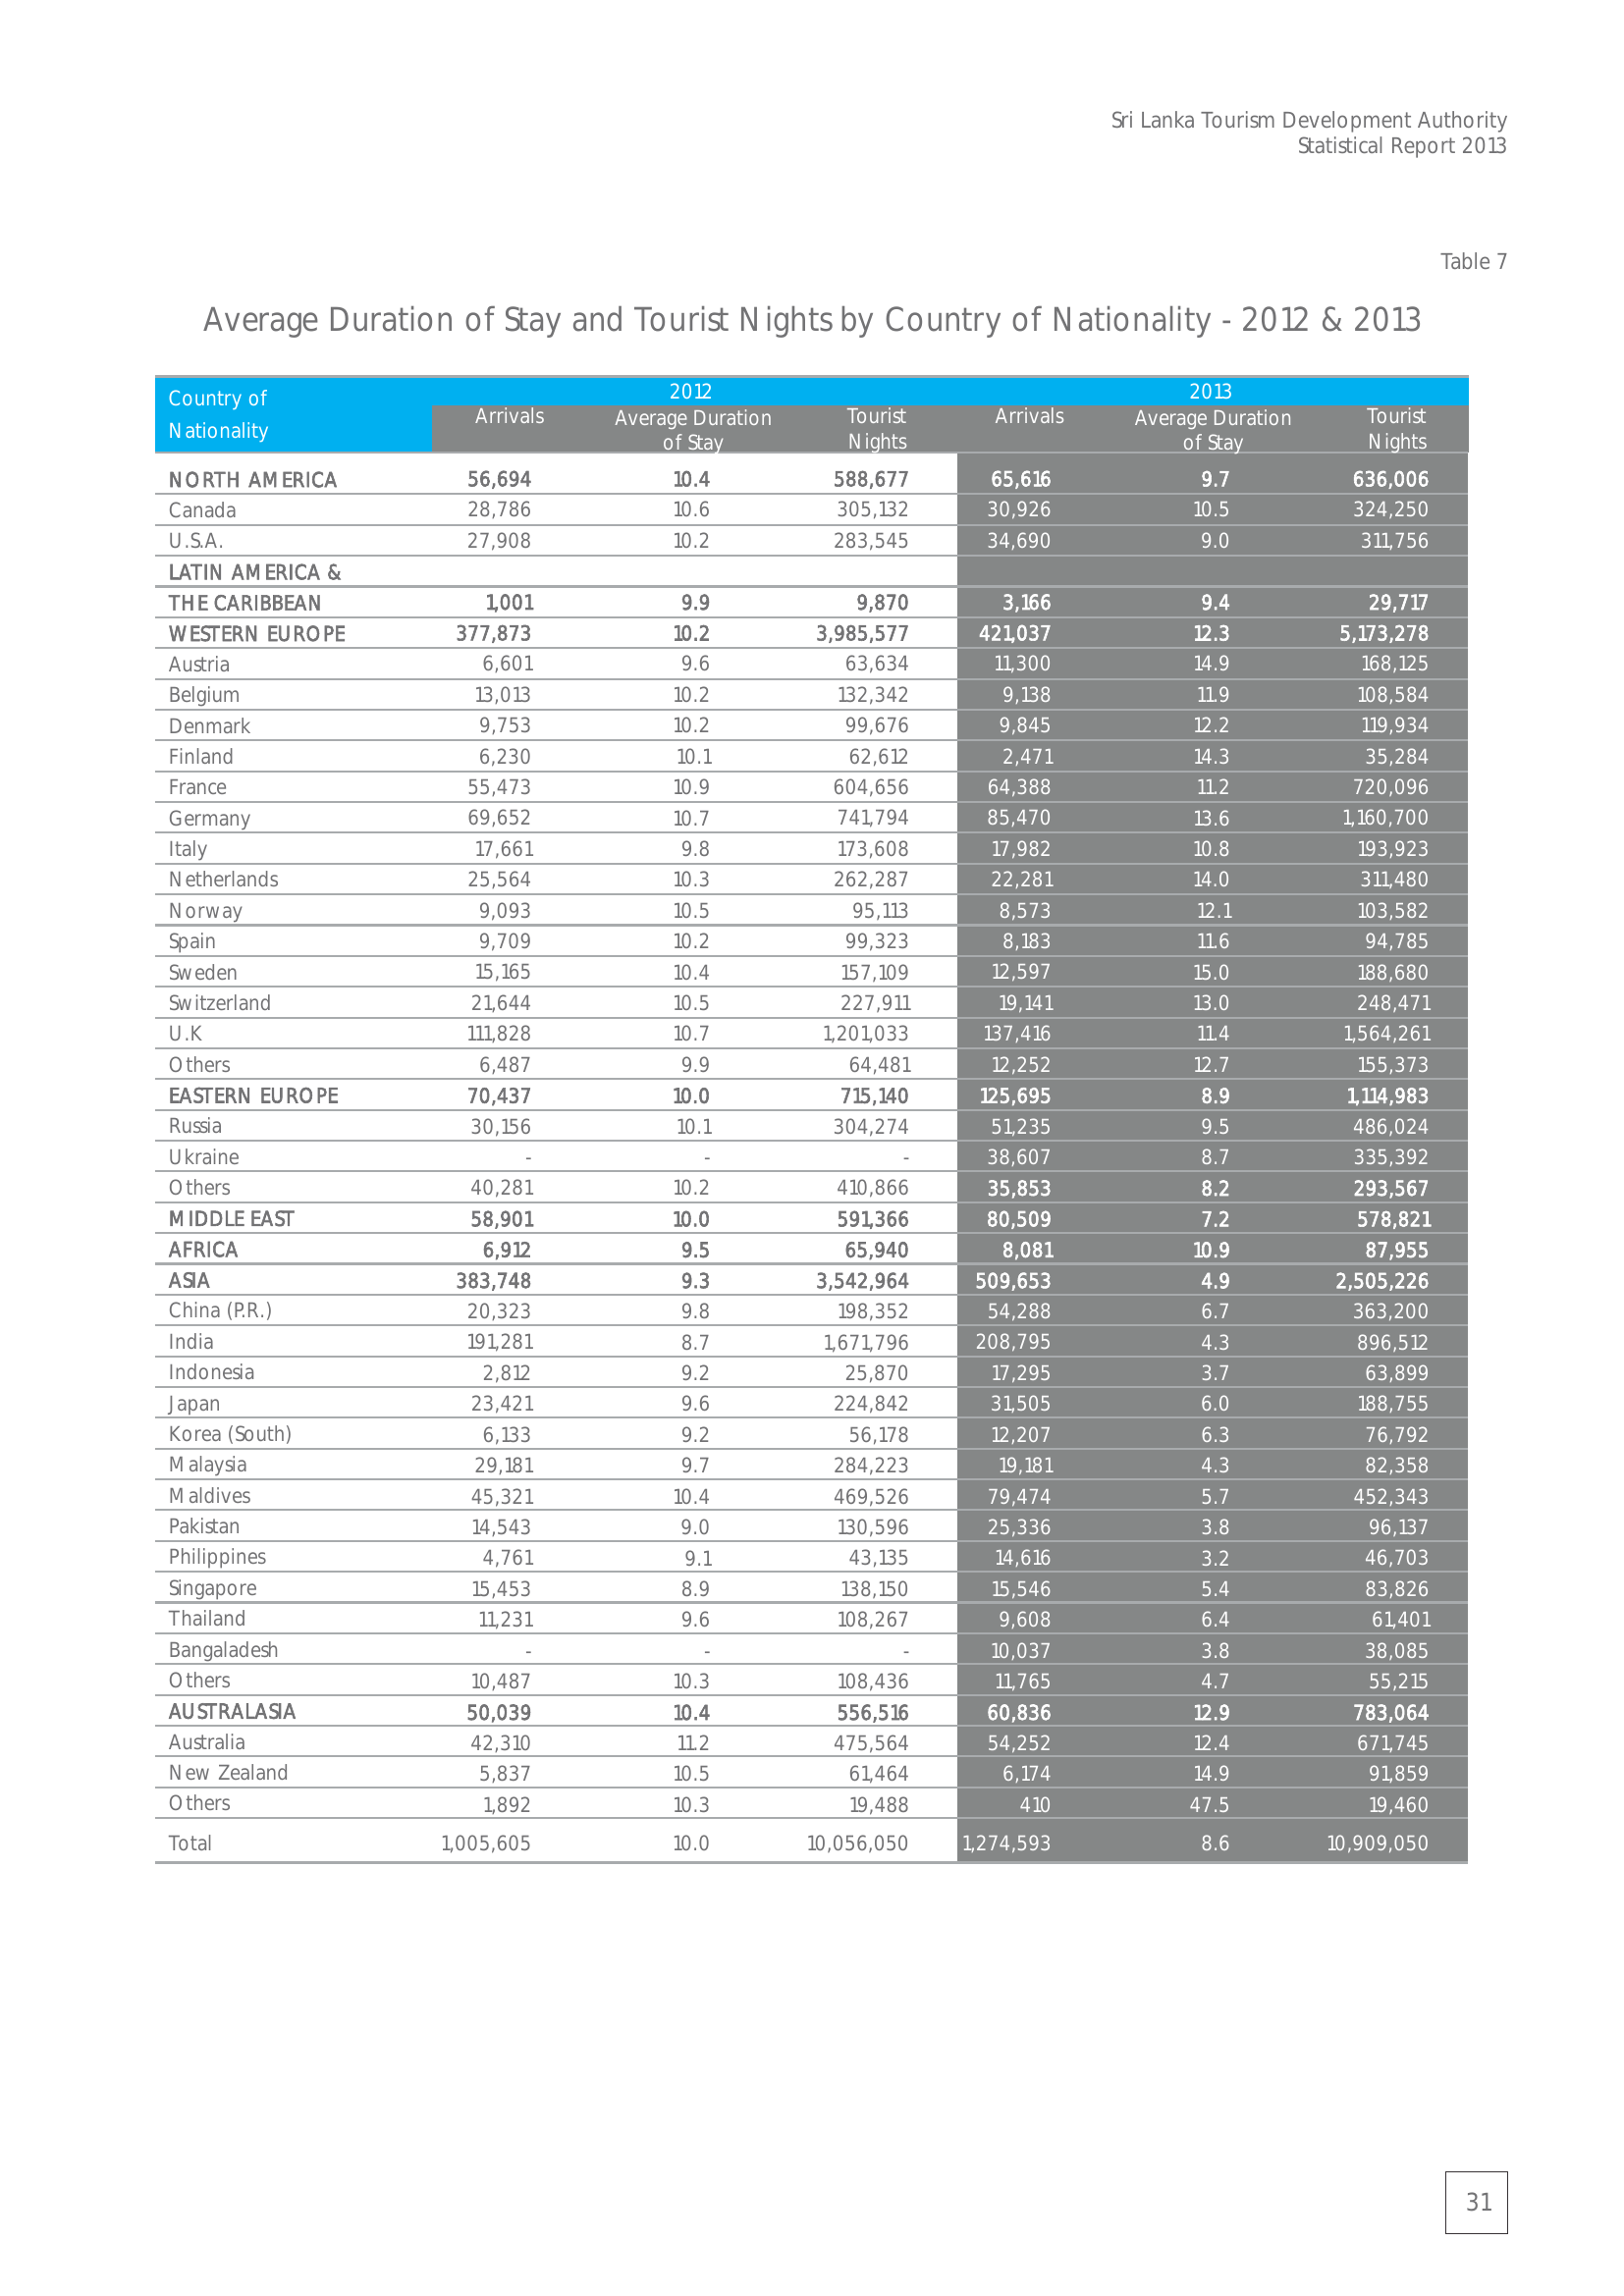 Sri Lanka Tourism Development Authority
Statistical Report 2013
Table 7
Average Duration of Stay and Tourist Nights by Country of Nationality - 2012 & 2013
Country of Nationality 2012 2013
Arrivals Average Duration of Stay Tourist Nights Arrivals Average Duration of Stay Tourist Nights
NORTH AMERICA 56,694 10.4 588,677 65,616 9.7 636,006
Canada 28,786 10.6 305,132 30,926 10.5 324,250
U.S.A. 27,908 10.2 283,545 34,690 9.0 311,756
LATIN AMERICA &
THE CARIBBEAN 1,001 9.9 9,870 3,166 9.4 29,717
WESTERN EUROPE 377,873 10.2 3,985,577 421,037 12.3 5,173,278
Austria 6,601 9.6 63,634 11,300 14.9 168,125
Belgium 13,013 10.2 132,342 9,138 11.9 108,584
Denmark 9,753 10.2 99,676 9,845 12.2 119,934
Finland 6,230 10.1 62,612 2,471 14.3 35,284
France 55,473 10.9 604,656 64,388 11.2 720,096
Germany 69,652 10.7 741,794 85,470 13.6 1,160,700
Italy 17,661 9.8 173,608 17,982 10.8 193,923
Netherlands 25,564 10.3 262,287 22,281 14.0 311,480
Norway 9,093 10.5 95,113 8,573 12.1 103,582
Spain 9,709 10.2 99,323 8,183 11.6 94,785
Sweden 15,165 10.4 157,109 12,597 15.0 188,680
Switzerland 21,644 10.5 227,911 19,141 13.0 248,471
U.K 111,828 10.7 1,201,033 137,416 11.4 1,564,261
Others 6,487 9.9 64,481 12,252 12.7 155,373
EASTERN EUROPE 70,437 10.0 715,140 125,695 8.9 1,114,983
Russia 30,156 10.1 304,274 51,235 9.5 486,024
Ukraine - - - 38,607 8.7 335,392
Others 40,281 10.2 410,866 35,853 8.2 293,567
MIDDLE EAST 58,901 10.0 591,366 80,509 7.2 578,821
AFRICA 6,912 9.5 65,940 8,081 10.9 87,955
ASIA 383,748 9.3 3,542,964 509,653 4.9 2,505,226
China (P.R.) 20,323 9.8 198,352 54,288 6.7 363,200
India 191,281 8.7 1,671,796 208,795 4.3 896,512
Indonesia 2,812 9.2 25,870 17,295 3.7 63,899
Japan 23,421 9.6 224,842 31,505 6.0 188,755
Korea (South) 6,133 9.2 56,178 12,207 6.3 76,792
Malaysia 29,181 9.7 284,223 19,181 4.3 82,358
Maldives 45,321 10.4 469,526 79,474 5.7 452,343
Pakistan 14,543 9.0 130,596 25,336 3.8 96,137
Philippines 4,761 9.1 43,135 14,616 3.2 46,703
Singapore 15,453 8.9 138,150 15,546 5.4 83,826
Thailand 11,231 9.6 108,267 9,608 6.4 61,401
Bangaladesh - - - 10,037 3.8 38,085
Others 10,487 10.3 108,436 11,765 4.7 55,215
AUSTRALASIA 50,039 10.4 556,516 60,836 12.9 783,064
Australia 42,310 11.2 475,564 54,252 12.4 671,745
New Zealand 5,837 10.5 61,464 6,174 14.9 91,859
Others 1,892 10.3 19,488 410 47.5 19,460
Total 1,005,605 10.0 10,056,050 1,274,593 8.6 10,909,050
31